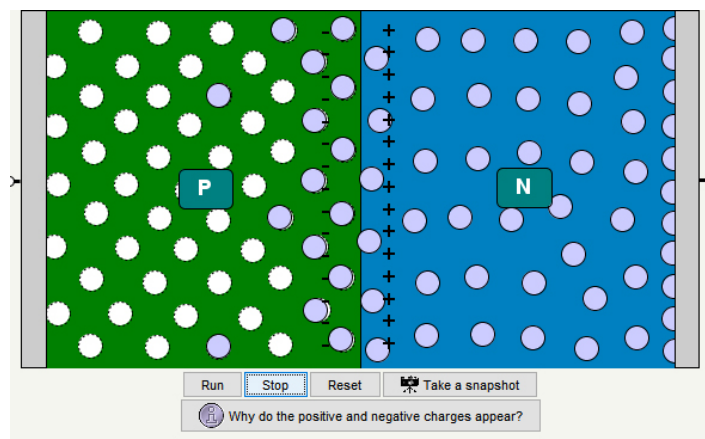 P
N
Run Stop Reset Take a snapshot
Why do the positive and negative charges appear?